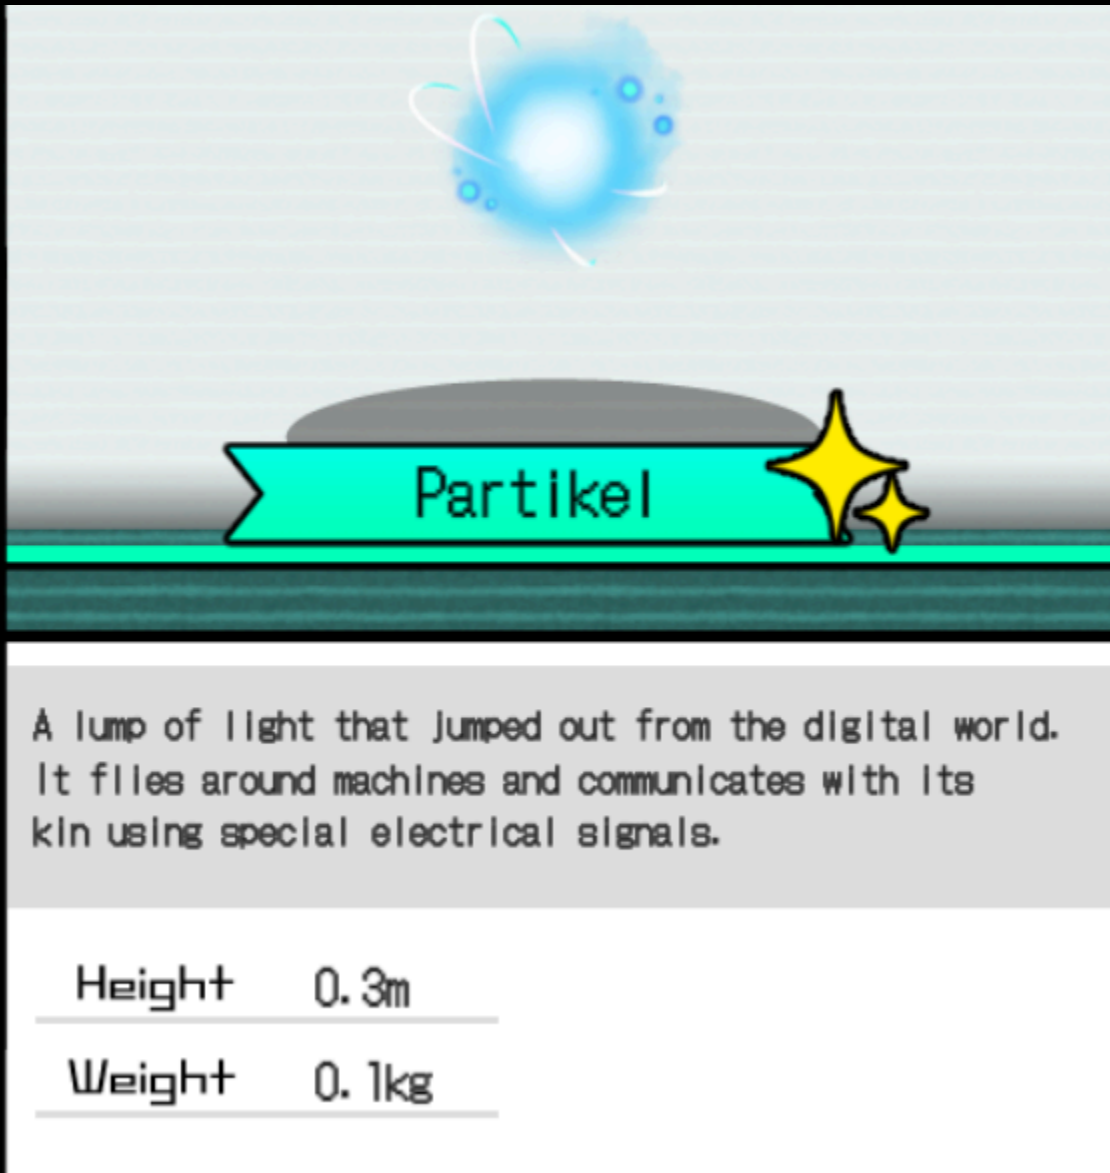 Partikel
A lump of light that jumped out from the digital world.
It flies around machines and communicates with its
kin using special electrical signals.
Height 0.3m
Weight 0.1kg